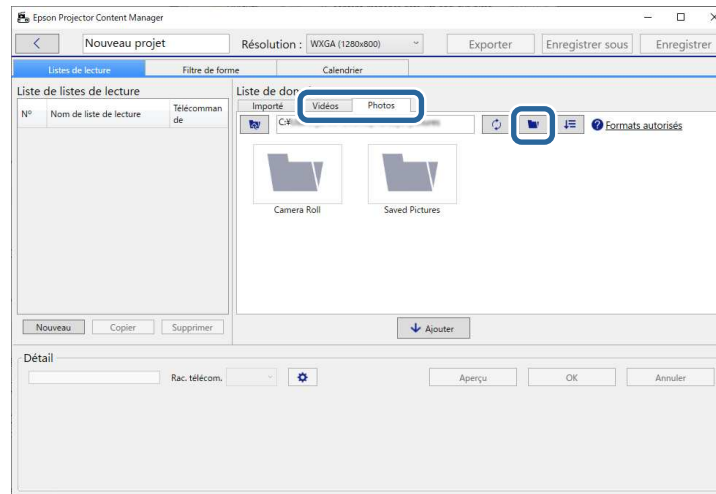 Epson Projector Content Manager
Nouveau projet
Résolution : WXGA (1280x800)
Exporter
Enregistrer sous
Enregistrer
Listes de lecture
Filtre de forme
Calendrier
Liste de listes de lecture
Nº
Nom de liste de lecture
Télécomman
de
Nouveau
Copier
Supprimer
Liste de
Importé
Vidéos
Photos
C:¥
Formats autorisés
Camera Roll
Saved Pictures
Ajouter
Détail
Rac. télécom.
Aperçu
OK
Annuler